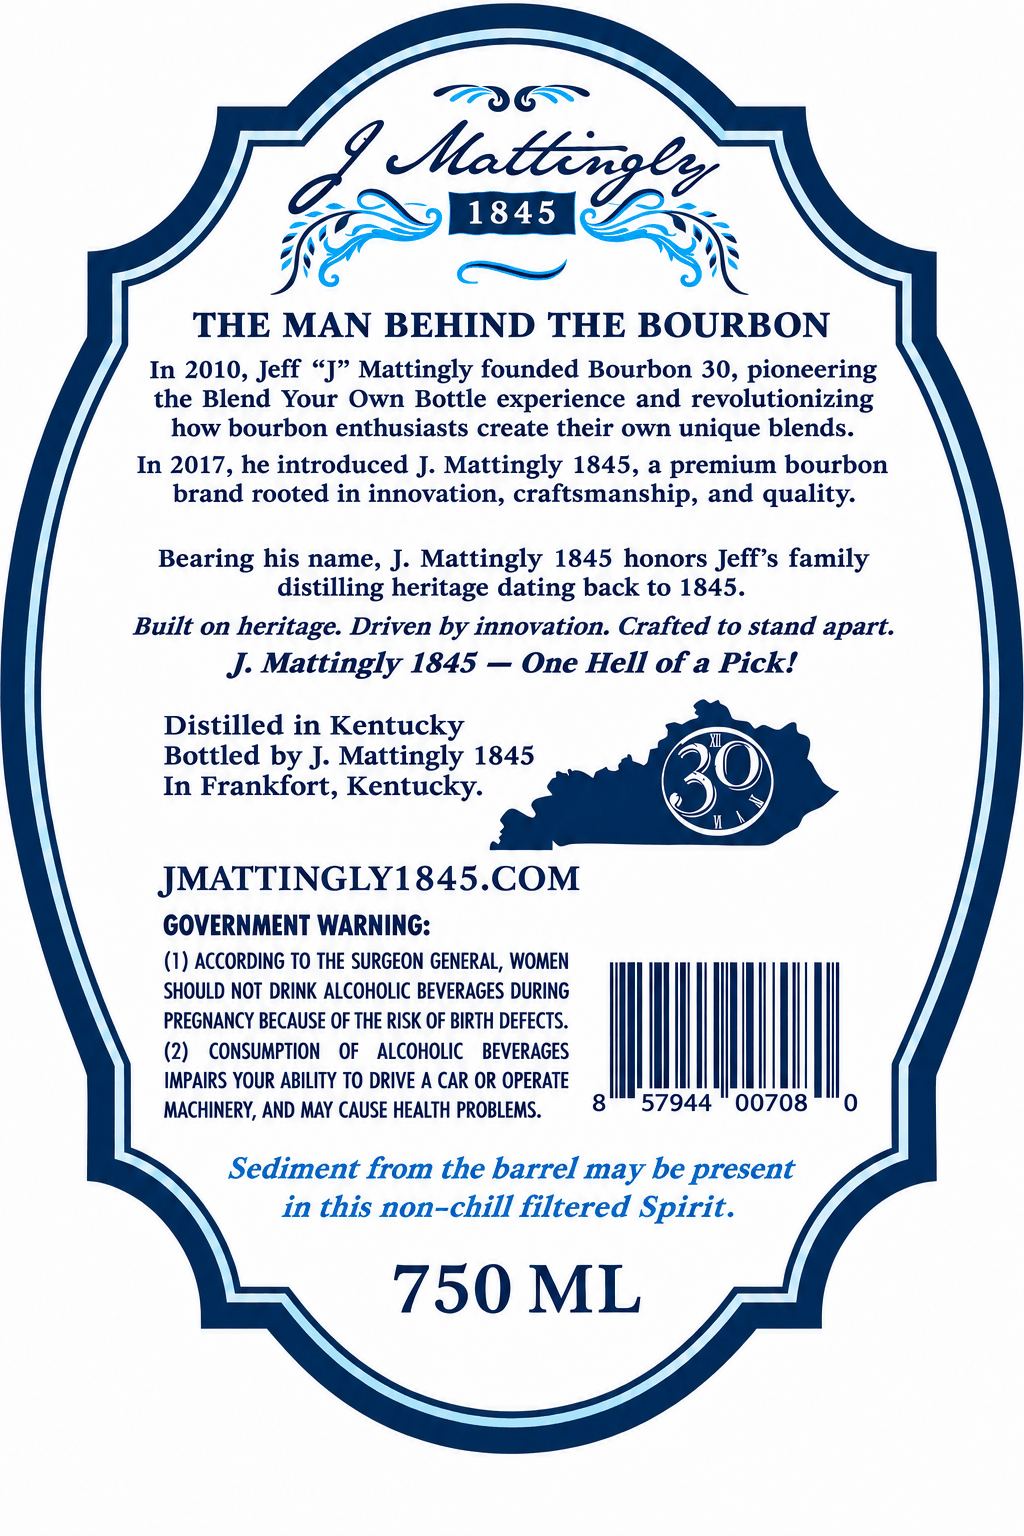 J Mattingly
1845
THE MAN BEHIND THE BOURBON
In 2010, Jeff “J” Mattingly founded Bourbon 30, pioneering
the Blend Your Own Bottle experience and revolutionizing
how bourbon enthusiasts create their own unique blends.
In 2017, he introduced J. Mattingly 1845, a premium bourbon
brand rooted in innovation, craftsmanship, and quality.
Bearing his name, J. Mattingly 1845 honors Jeff’s family
distilling heritage dating back to 1845.
Built on heritage. Driven by innovation. Crafted to stand apart.
J. Mattingly 1845 — One Hell of a Pick!
Distilled in Kentucky
Bottled by J. Mattingly 1845
In Frankfort, Kentucky.
XII
30
VI V IV
JMATTINGLY1845.COM
GOVERNMENT WARNING:
(1) ACCORDING TO THE SURGEON GENERAL, WOMEN
SHOULD NOT DRINK ALCOHOLIC BEVERAGES DURING
PREGNANCY BECAUSE OF THE RISK OF BIRTH DEFECTS.
(2) CONSUMPTION OF ALCOHOLIC BEVERAGES
IMPAIRS YOUR ABILITY TO DRIVE A CAR OR OPERATE
MACHINERY, AND MAY CAUSE HEALTH PROBLEMS.
8 57944 00708 0
Sediment from the barrel may be present
in this non-chill filtered Spirit.
750 ML